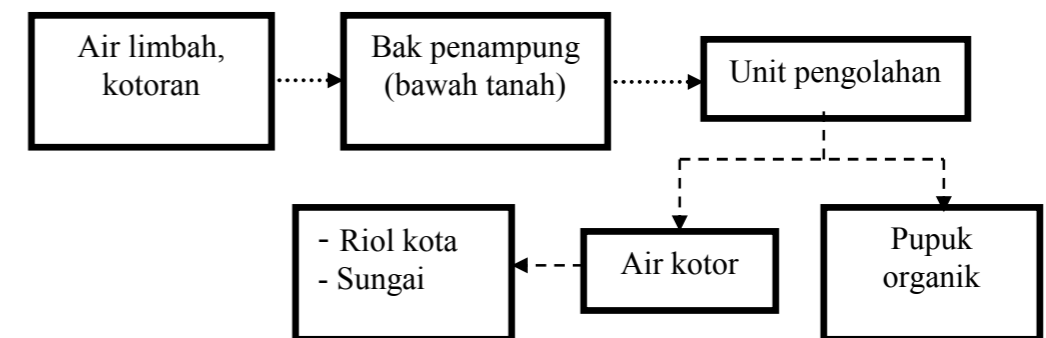 Air limbah,
kotoran
Bak penampung
(bawah tanah)
Unit pengolahan
- Riol kota
- Sungai
Air kotor
Pupuk
organik